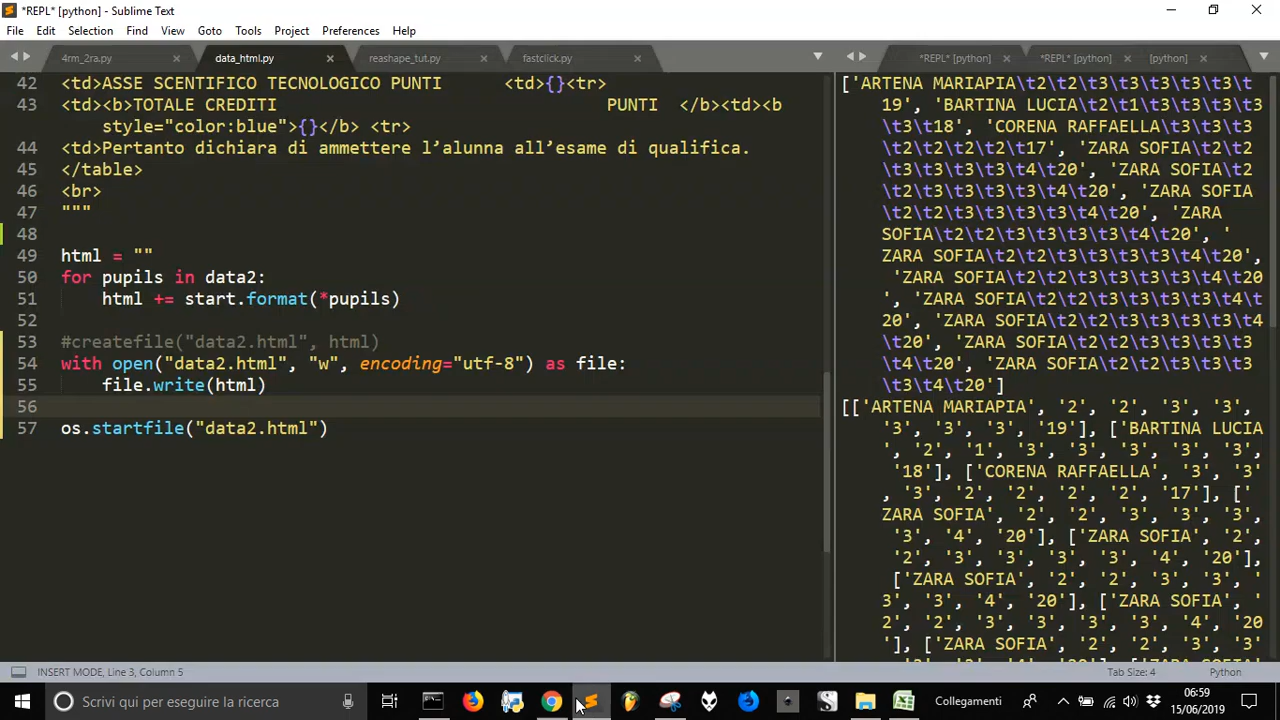 *REPL* [python] - Sublime Text
File Edit Selection Find View Goto Tools Project Preferences Help
4rm_2ra.py data_html.py reashape_tut.py fastclick.py
*REPL* [python] *REPL* [python] [python]
42 <td>ASSE SCENTIFICO TECNOLOGICO PUNTI      <td>{}<tr>
43 <td><b>TOTALE CREDITI                                PUNTI  </b><td><b
style="color:blue">{}</b> <tr>
44 <td>Pertanto dichiara di ammettere l’alunna all’esame di qualifica.
45 </table>
46 <br>
47 """
48
49 html = ""
50 for pupils in data2:
51     html += start.format(*pupils)
52
53 #createfile("data2.html", html)
54 with open("data2.html", "w", encoding="utf-8") as file:
55     file.write(html)
56
57 os.startfile("data2.html")
['ARTENA MARIAPIA\t2\t2\t3\t3\t3\t3\t3\t
19', 'BARTINA LUCIA\t2\t1\t3\t3\t3\t3
\t3\t18', 'CORENA RAFFAELLA\t3\t3\t3
\t2\t2\t2\t2\t17', 'ZARA SOFIA\t2\t2
\t3\t3\t3\t3\t4\t20', 'ZARA SOFIA\t2
\t2\t3\t3\t3\t3\t4\t20', 'ZARA SOFIA
\t2\t2\t3\t3\t3\t3\t4\t20', 'ZARA
SOFIA\t2\t2\t3\t3\t3\t3\t4\t20', '
ZARA SOFIA\t2\t2\t3\t3\t3\t3\t4\t20',
'ZARA SOFIA\t2\t2\t3\t3\t3\t3\t4\t20'
, 'ZARA SOFIA\t2\t2\t3\t3\t3\t3\t4\t
20', 'ZARA SOFIA\t2\t2\t3\t3\t3\t3\t4
\t20', 'ZARA SOFIA\t2\t2\t3\t3\t3\t3
\t4\t20', 'ZARA SOFIA\t2\t2\t3\t3\t3
\t3\t4\t20']
[['ARTENA MARIAPIA', '2', '2', '3', '3',
'3', '3', '3', '19'], ['BARTINA LUCIA'
, '2', '1', '3', '3', '3', '3', '3',
'18'], ['CORENA RAFFAELLA', '3', '3'
, '3', '2', '2', '2', '2', '17'], ['
ZARA SOFIA', '2', '2', '3', '3', '3',
'3', '4', '20'], ['ZARA SOFIA', '2',
'2', '3', '3', '3', '3', '4', '20'],
['ZARA SOFIA', '2', '2', '3', '3', '
3', '3', '4', '20'], ['ZARA SOFIA', '
2', '2', '3', '3', '3', '3', '4', '20
'], ['ZARA SOFIA', '2', '2', '3', '3'
INSERT MODE, Line 3, Column 5 Tab Size: 4 Python
Scrivi qui per eseguire la ricerca Collegamenti 06:59
15/06/2019